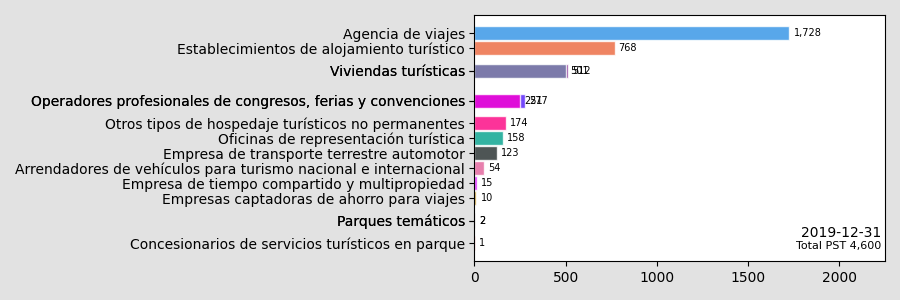 Agencia de viajes 1,728
Establecimientos de alojamiento turístico 768
Viviendas turísticas
Operadores profesionales de congresos, ferias y convenciones
Otros tipos de hospedaje turísticos no permanentes 174
Oficinas de representación turística 158
Empresa de transporte terrestre automotor 123
Arrendadores de vehículos para turismo nacional e internacional 54
Empresa de tiempo compartido y multipropiedad 15
Empresas captadoras de ahorro para viajes 10
Parques temáticos 2
Concesionarios de servicios turísticos en parque 1
2019-12-31
Total PST 4,600
0 500 1000 1500 2000